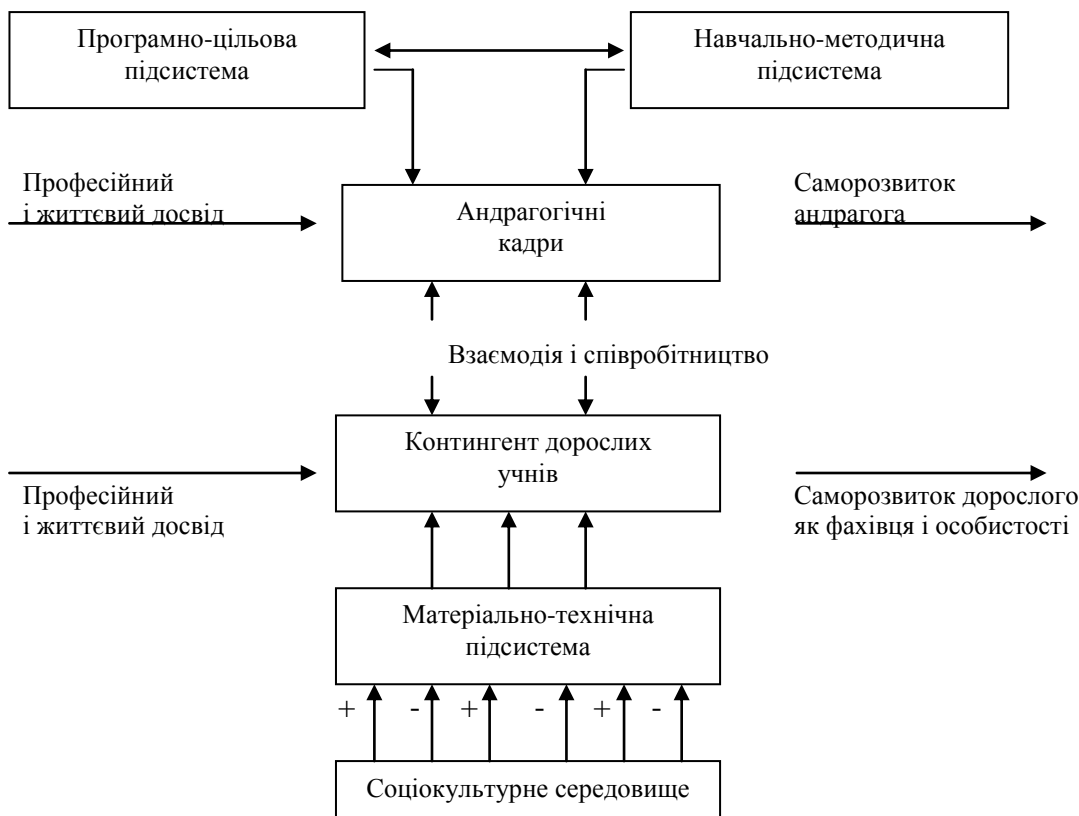 Програмно-цільова
підсистема
Навчально-методична
підсистема
Професійний
і життєвий досвід
Андрагогічні
кадри
Саморозвиток
андрагога
Взаємодія і співробітництво
Контингент дорослих
учнів
Професійний
і життєвий досвід
Саморозвиток дорослого
як фахівця і особистості
Матеріально-технічна
підсистема
+ - + - + -
Соціокультурне середовище